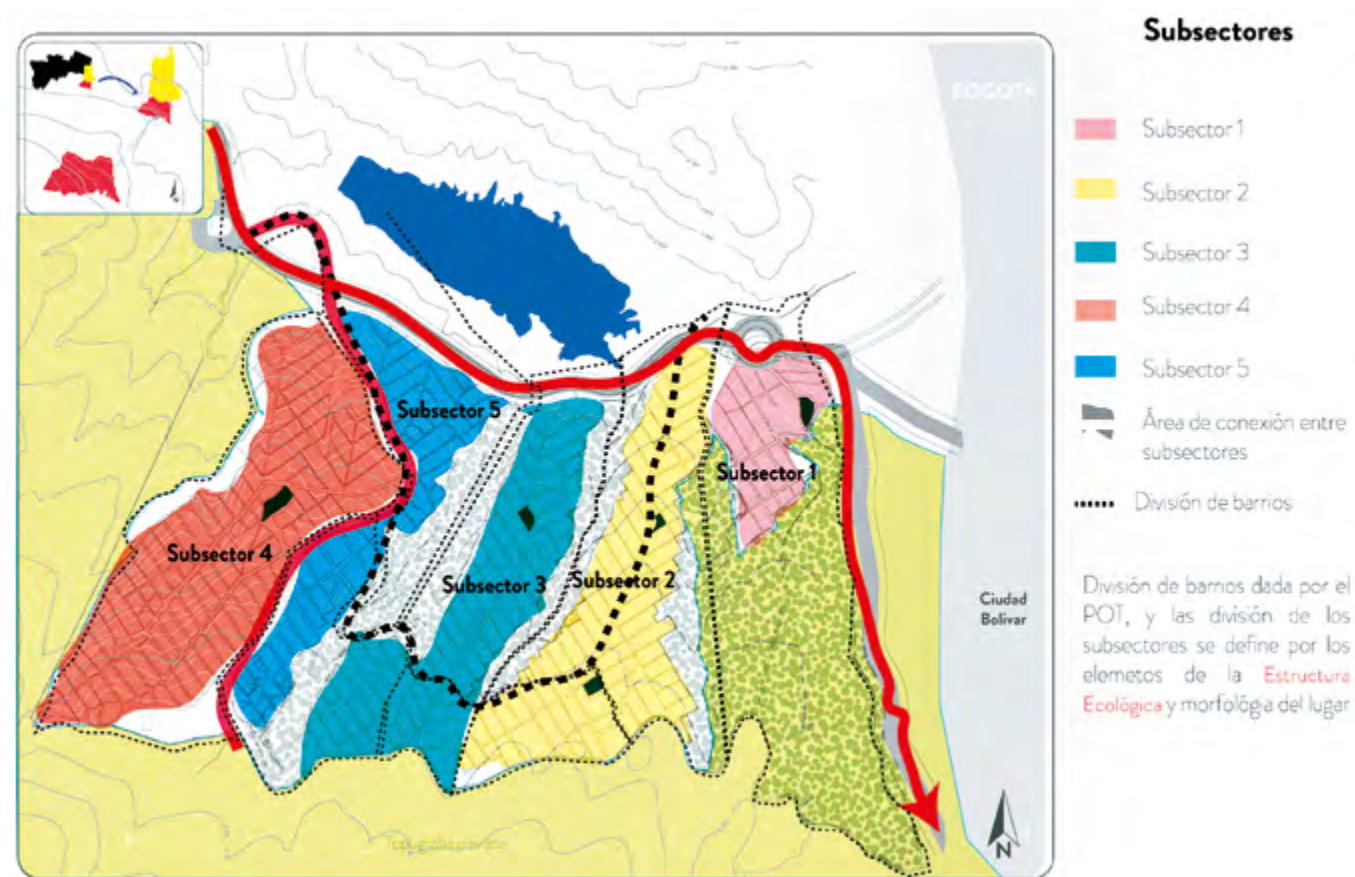 Subsectores
BOGOTA
Subsector 1
Subsector 2
Subsector 3
Subsector 4
Subsector 5
Área de conexión entre
subsectores
División de barrios
División de barrios dada por el
POT, y las división de los
subsectores se define por los
elemetos de la Estructura
Ecológica y morfológia del lugar
Subsector 5
Subsector 1
Subsector 4
Subsector 3
Subsector 2
Ciudad
Bolivar
N